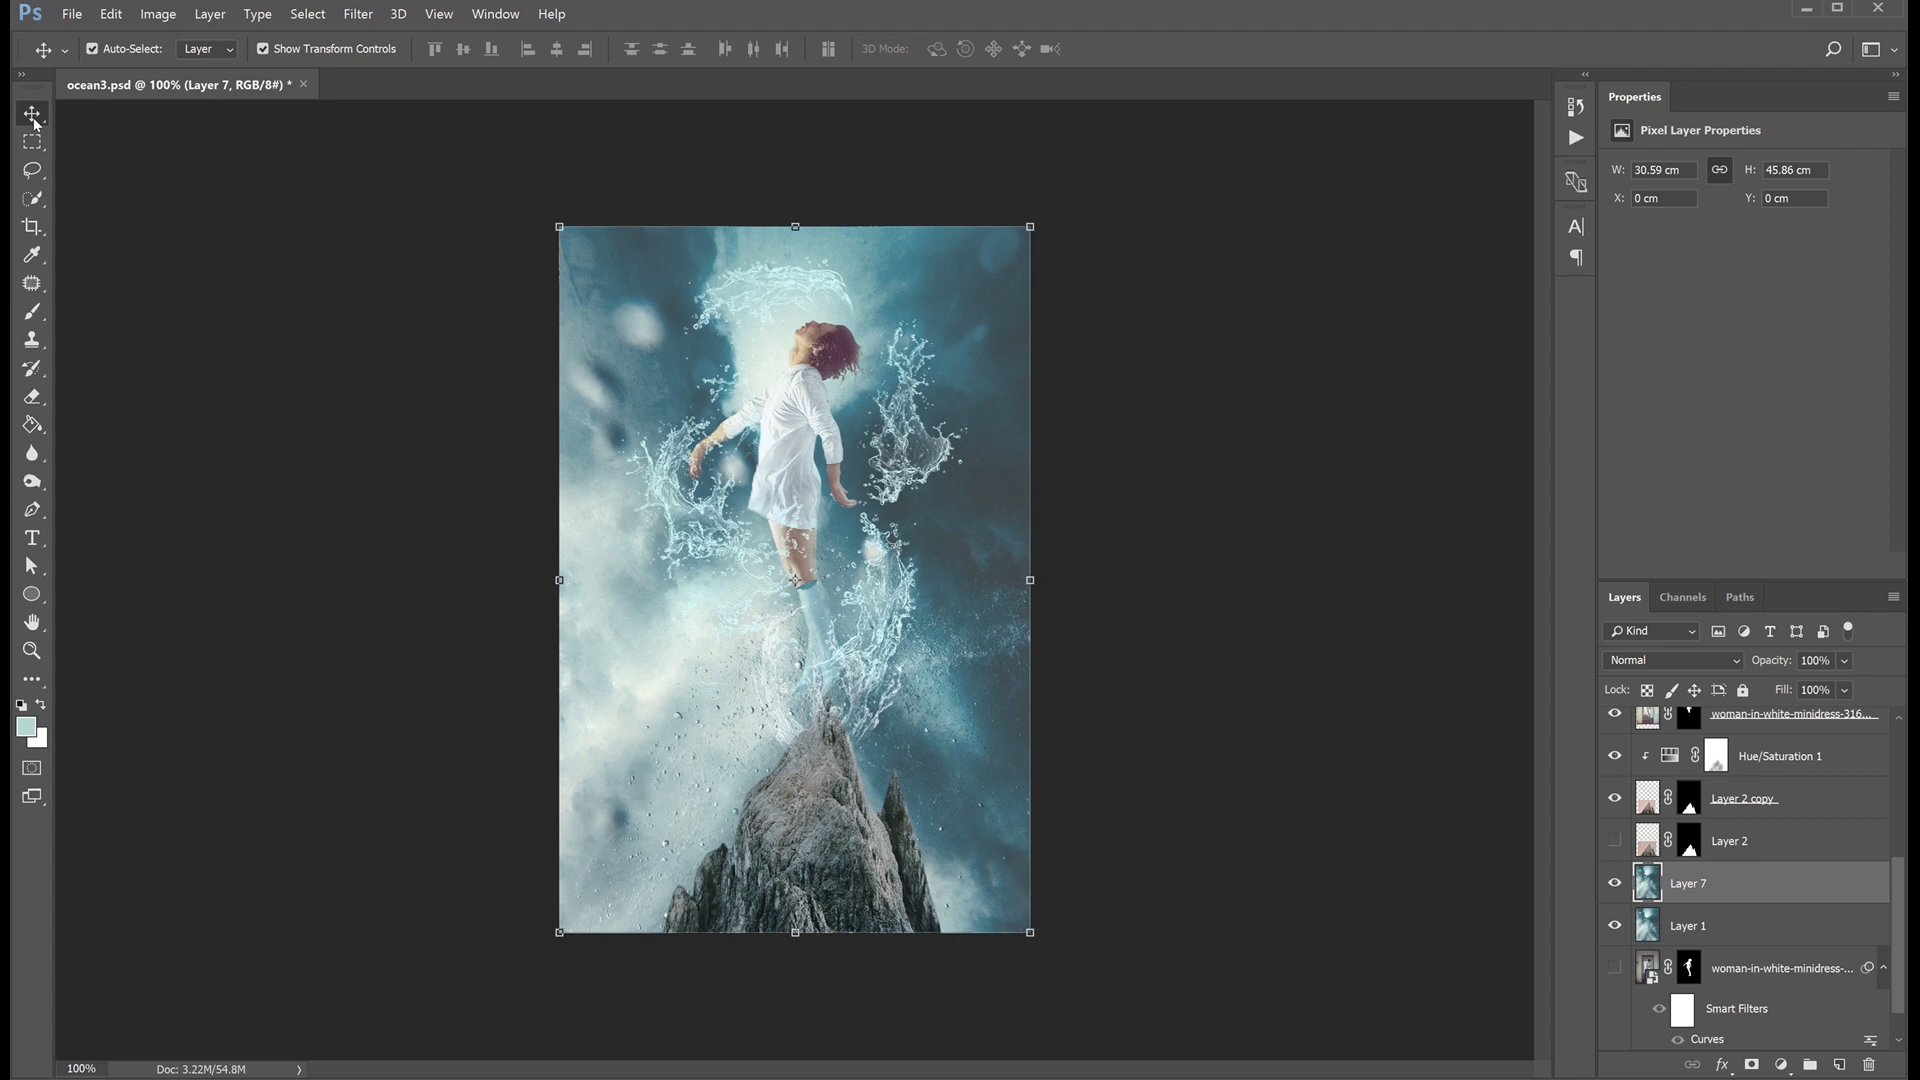 Ps File Edit Image Layer Type Select Filter 3D View Window Help
Auto-Select: Layer Show Transform Controls 3D Mode:
ocean3.psd @ 100% (Layer 7, RGB/8#) * ×
Properties
Pixel Layer Properties
W: 30.59 cm H: 45.86 cm
X: 0 cm Y: 0 cm
Layers Channels Paths
Kind
Normal Opacity: 100%
Lock: Fill: 100%
woman-in-white-minidress-316...
Hue/Saturation 1
Layer 2 copy
Layer 2
Layer 7
Layer 1
woman-in-white-minidress-...
Smart Filters
Curves
100% Doc: 3.22M/54.8M